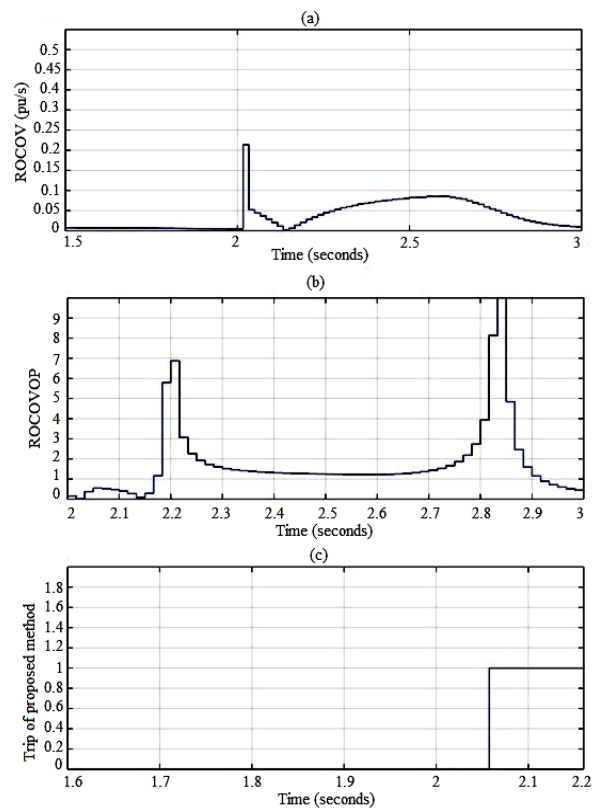 (a)
ROCOV (pu/s)
0.5
0.45
0.4
0.3
0.25
0.2
0.15
0.1
0.05
0
1.5 2 2.5 3
Time (seconds)
(b)
ROCOVOP
9
8
7
6
5
4
3
2
1
0
2 2.1 2.2 2.3 2.4 2.5 2.6 2.7 2.8 2.9 3
Time (seconds)
(c)
Trip of proposed method
1.8
1.6
1.4
1.2
1
0.8
0.6
0.4
0.2
0
1.6 1.7 1.8 1.9 2 2.1 2.2
Time (seconds)